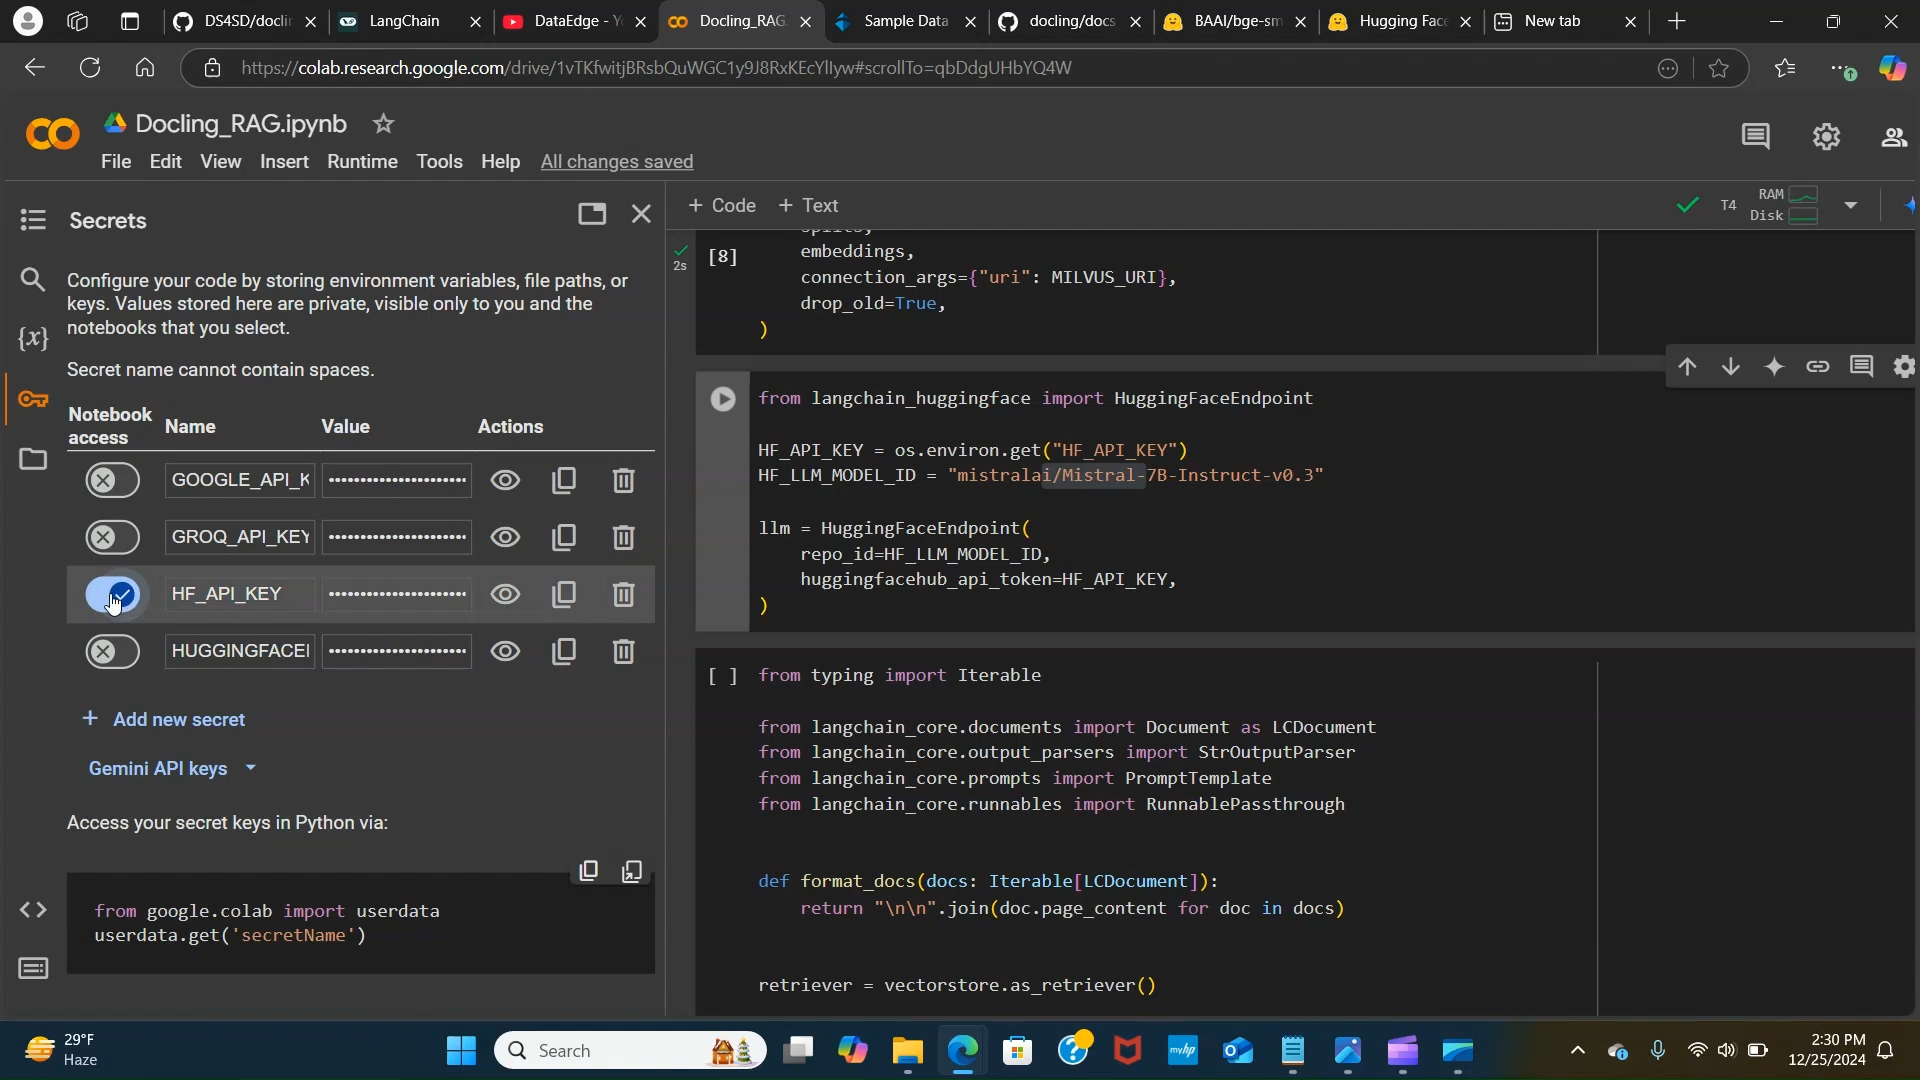 DS4SD/doclin
LangChain
DataEdge - Yo
Docling_RAG.
Sample Data
docling/docs
BAAI/bge-sm
Hugging Face
New tab
https://colab.research.google.com/drive/1vTKfwitjBRsbQuWGC1y9J8RxKEcYlIyw#scrollTo=qbDdgUHbYQ4W
CO
Docling_RAG.ipynb
File Edit View Insert Runtime Tools Help All changes saved
Secrets
+ Code + Text
T4
RAM
Disk
Configure your code by storing environment variables, file paths, or
keys. Values stored here are private, visible only to you and the
notebooks that you select.
Secret name cannot contain spaces.
Notebook access Name Value Actions
GOOGLE_API_K
GROQ_API_KEY
HF_API_KEY
HUGGINGFACE
+ Add new secret
Gemini API keys
Access your secret keys in Python via:
from google.colab import userdata
userdata.get('secretName')
2s
[8]
splits,
embeddings,
connection_args={"uri": MILVUS_URI},
drop_old=True,
)
from langchain_huggingface import HuggingFaceEndpoint
HF_API_KEY = os.environ.get("HF_API_KEY")
HF_LLM_MODEL_ID = "mistralai/Mistral-7B-Instruct-v0.3"
llm = HuggingFaceEndpoint(
repo_id=HF_LLM_MODEL_ID,
huggingfacehub_api_token=HF_API_KEY,
)
[ ]
from typing import Iterable
from langchain_core.documents import Document as LCDocument
from langchain_core.output_parsers import StrOutputParser
from langchain_core.prompts import PromptTemplate
from langchain_core.runnables import RunnablePassthrough
def format_docs(docs: Iterable[LCDocument]):
return "\n\n".join(doc.page_content for doc in docs)
retriever = vectorstore.as_retriever()
29°F
Haze
Search
myhp
2:30 PM
12/25/2024